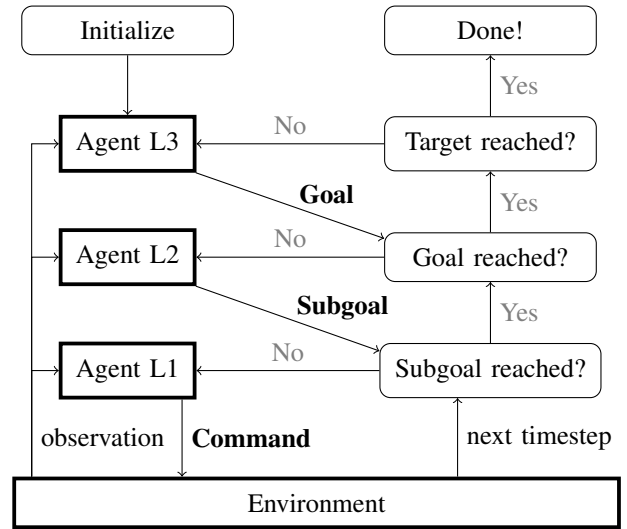 Initialize
Done!
Yes
Agent L3
No
Target reached?
Goal
Yes
Agent L2
No
Goal reached?
Subgoal
Yes
Agent L1
No
Subgoal reached?
observation
Command
next timestep
Environment